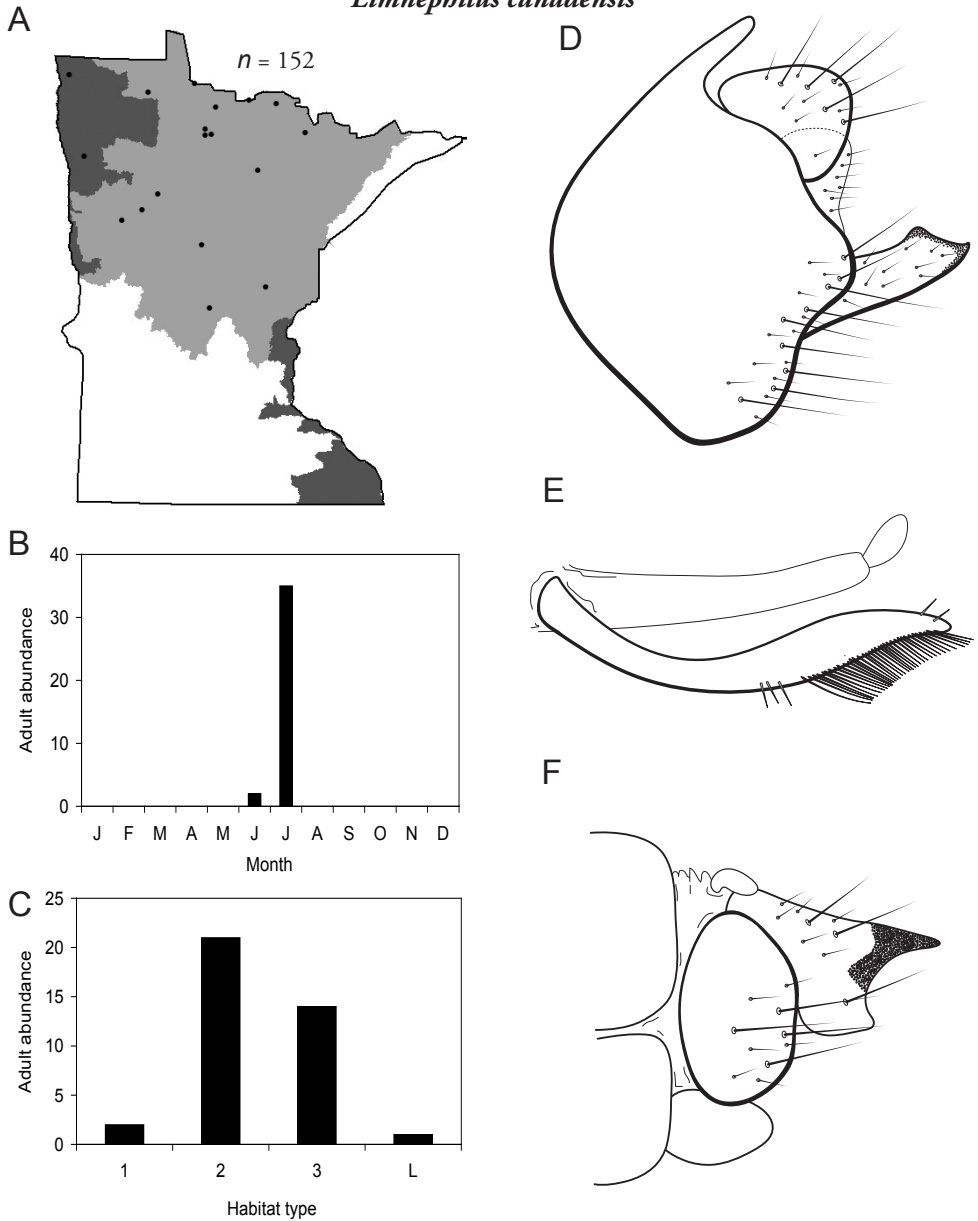 Limnephilus canadensis
A
n = 152
B
40
30
20
10
0
Adult abundance
J F M A M J J A S O N D
Month
C
25
20
15
10
5
0
Adult abundance
1 2 3 L
Habitat type
D
E
F